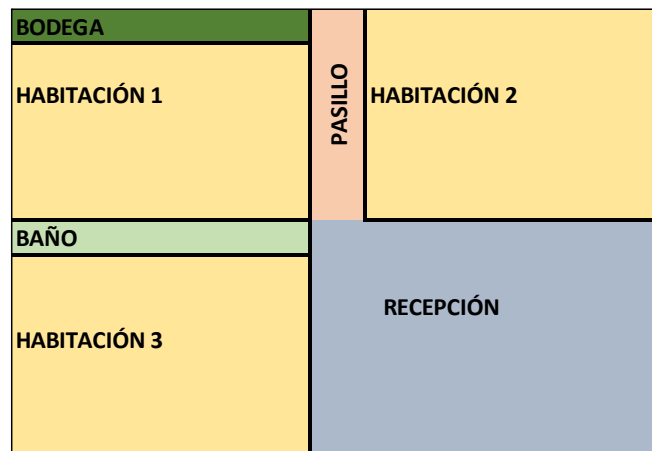 BODEGA
HABITACIÓN 1
PASILLO
HABITACIÓN 2
BAÑO
HABITACIÓN 3
RECEPCIÓN